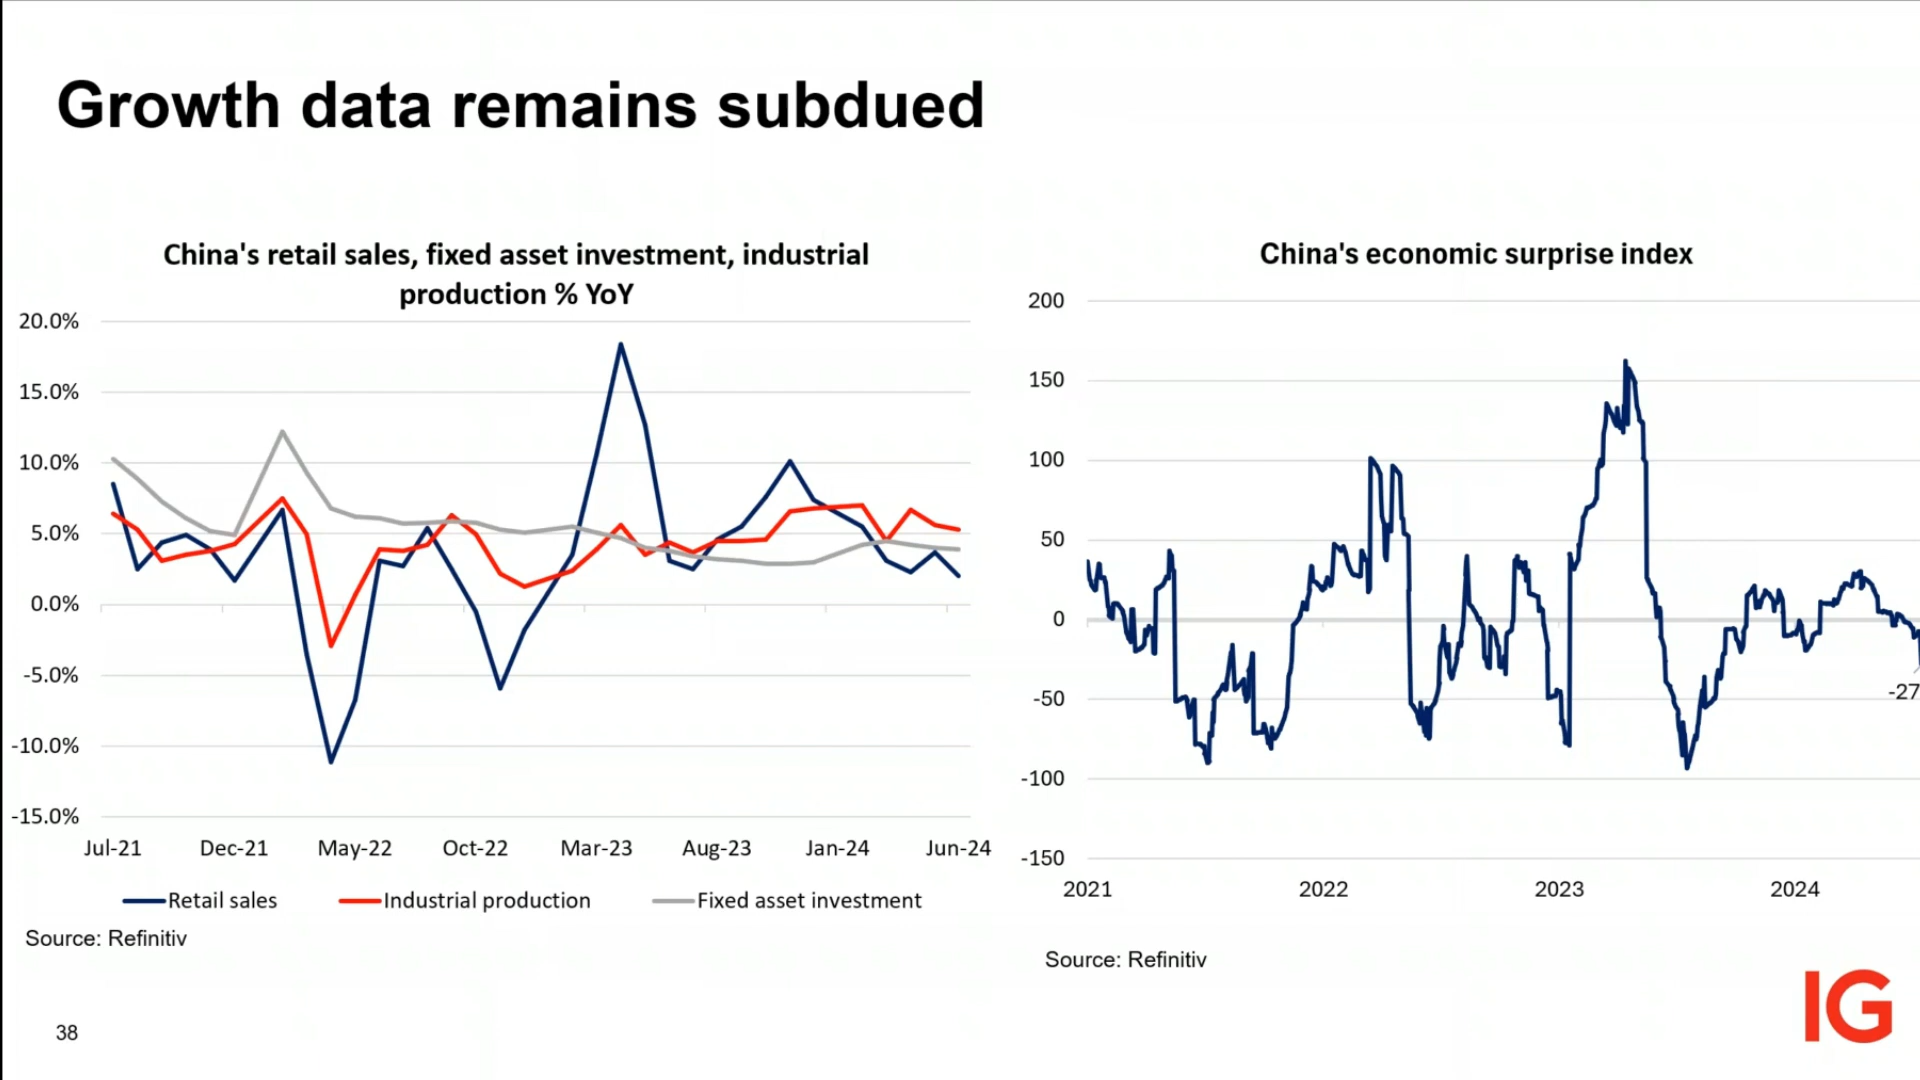 Growth data remains subdued
China's retail sales, fixed asset investment, industrial
production % YoY
20.0%
15.0%
10.0%
5.0%
0.0%
-5.0%
-10.0%
-15.0%
Jul-21 Dec-21 May-22 Oct-22 Mar-23 Aug-23 Jan-24 Jun-24
Retail sales Industrial production Fixed asset investment
Source: Refinitiv
China's economic surprise index
200
150
100
50
0
-50
-100
-150
-27
2021 2022 2023 2024
Source: Refinitiv
38
IG